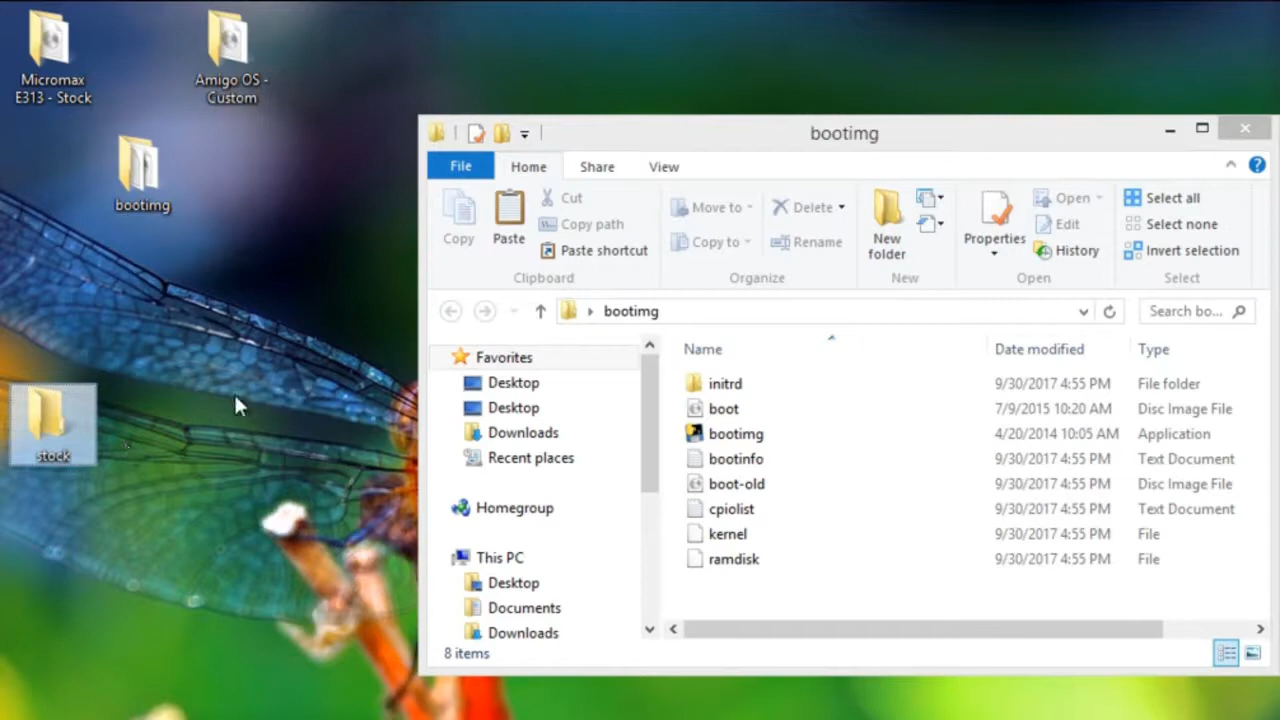 Micromax
E313 - Stock
Amigo OS -
Custom
bootimg
stock
bootimg
File Home Share View
Copy
Paste
Cut
Copy path
Paste shortcut
Clipboard
Move to
Copy to
Delete
Rename
Organize
New
folder
New
Properties
Open
Edit
History
Open
Select all
Select none
Invert selection
Select
bootimg
Search bo...
Favorites
Desktop
Desktop
Downloads
Recent places
Homegroup
This PC
Desktop
Documents
Downloads
Name Date modified Type
initrd 9/30/2017 4:55 PM File folder
boot 7/9/2015 10:20 AM Disc Image File
bootimg 4/20/2014 10:05 AM Application
bootinfo 9/30/2017 4:55 PM Text Document
boot-old 9/30/2017 4:55 PM Disc Image File
cpiolist 9/30/2017 4:55 PM Text Document
kernel 9/30/2017 4:55 PM File
ramdisk 9/30/2017 4:55 PM File
8 items